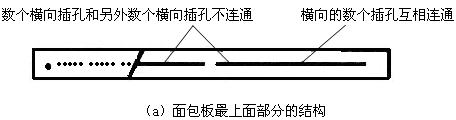 数个横向插孔和另外数个横向插孔不连通
横向的数个插孔互相连通
(a) 面包板最上面部分的结构